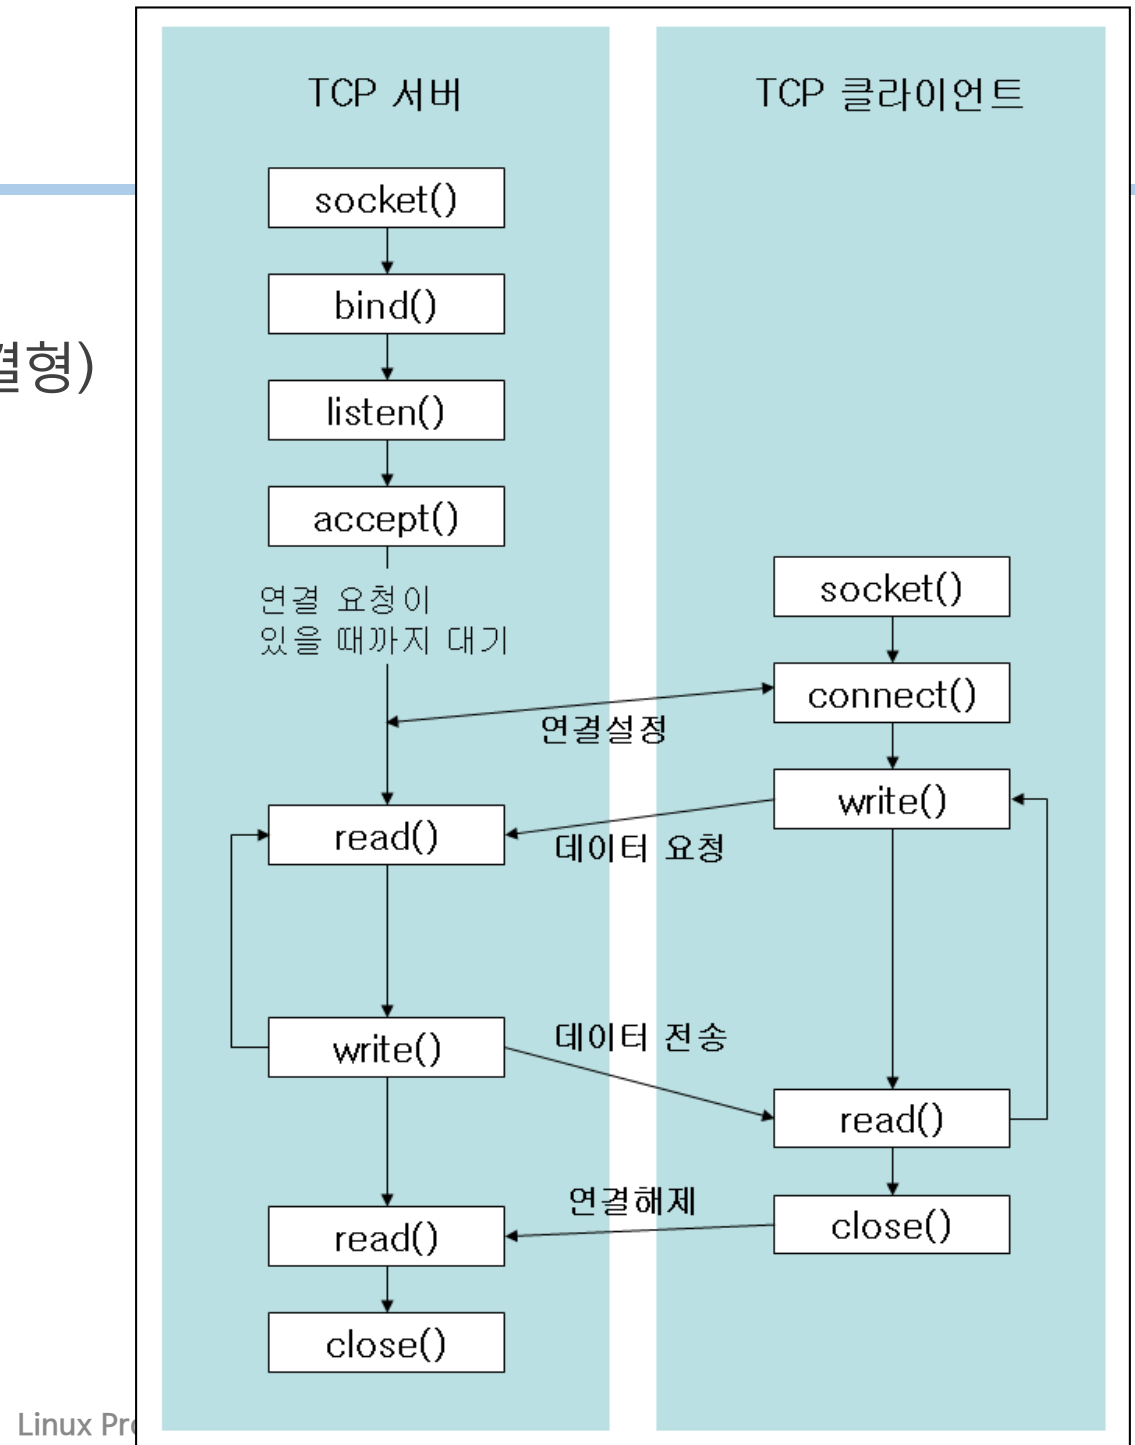 TCP 서버
socket()
bind()
listen()
accept()
연결 요청이
있을 때까지 대기
read()
write()
read()
close()
TCP 클라이언트
socket()
connect()
write()
read()
close()
연결설정
데이터 요청
데이터 전송
연결해제
결형)
Linux Pro